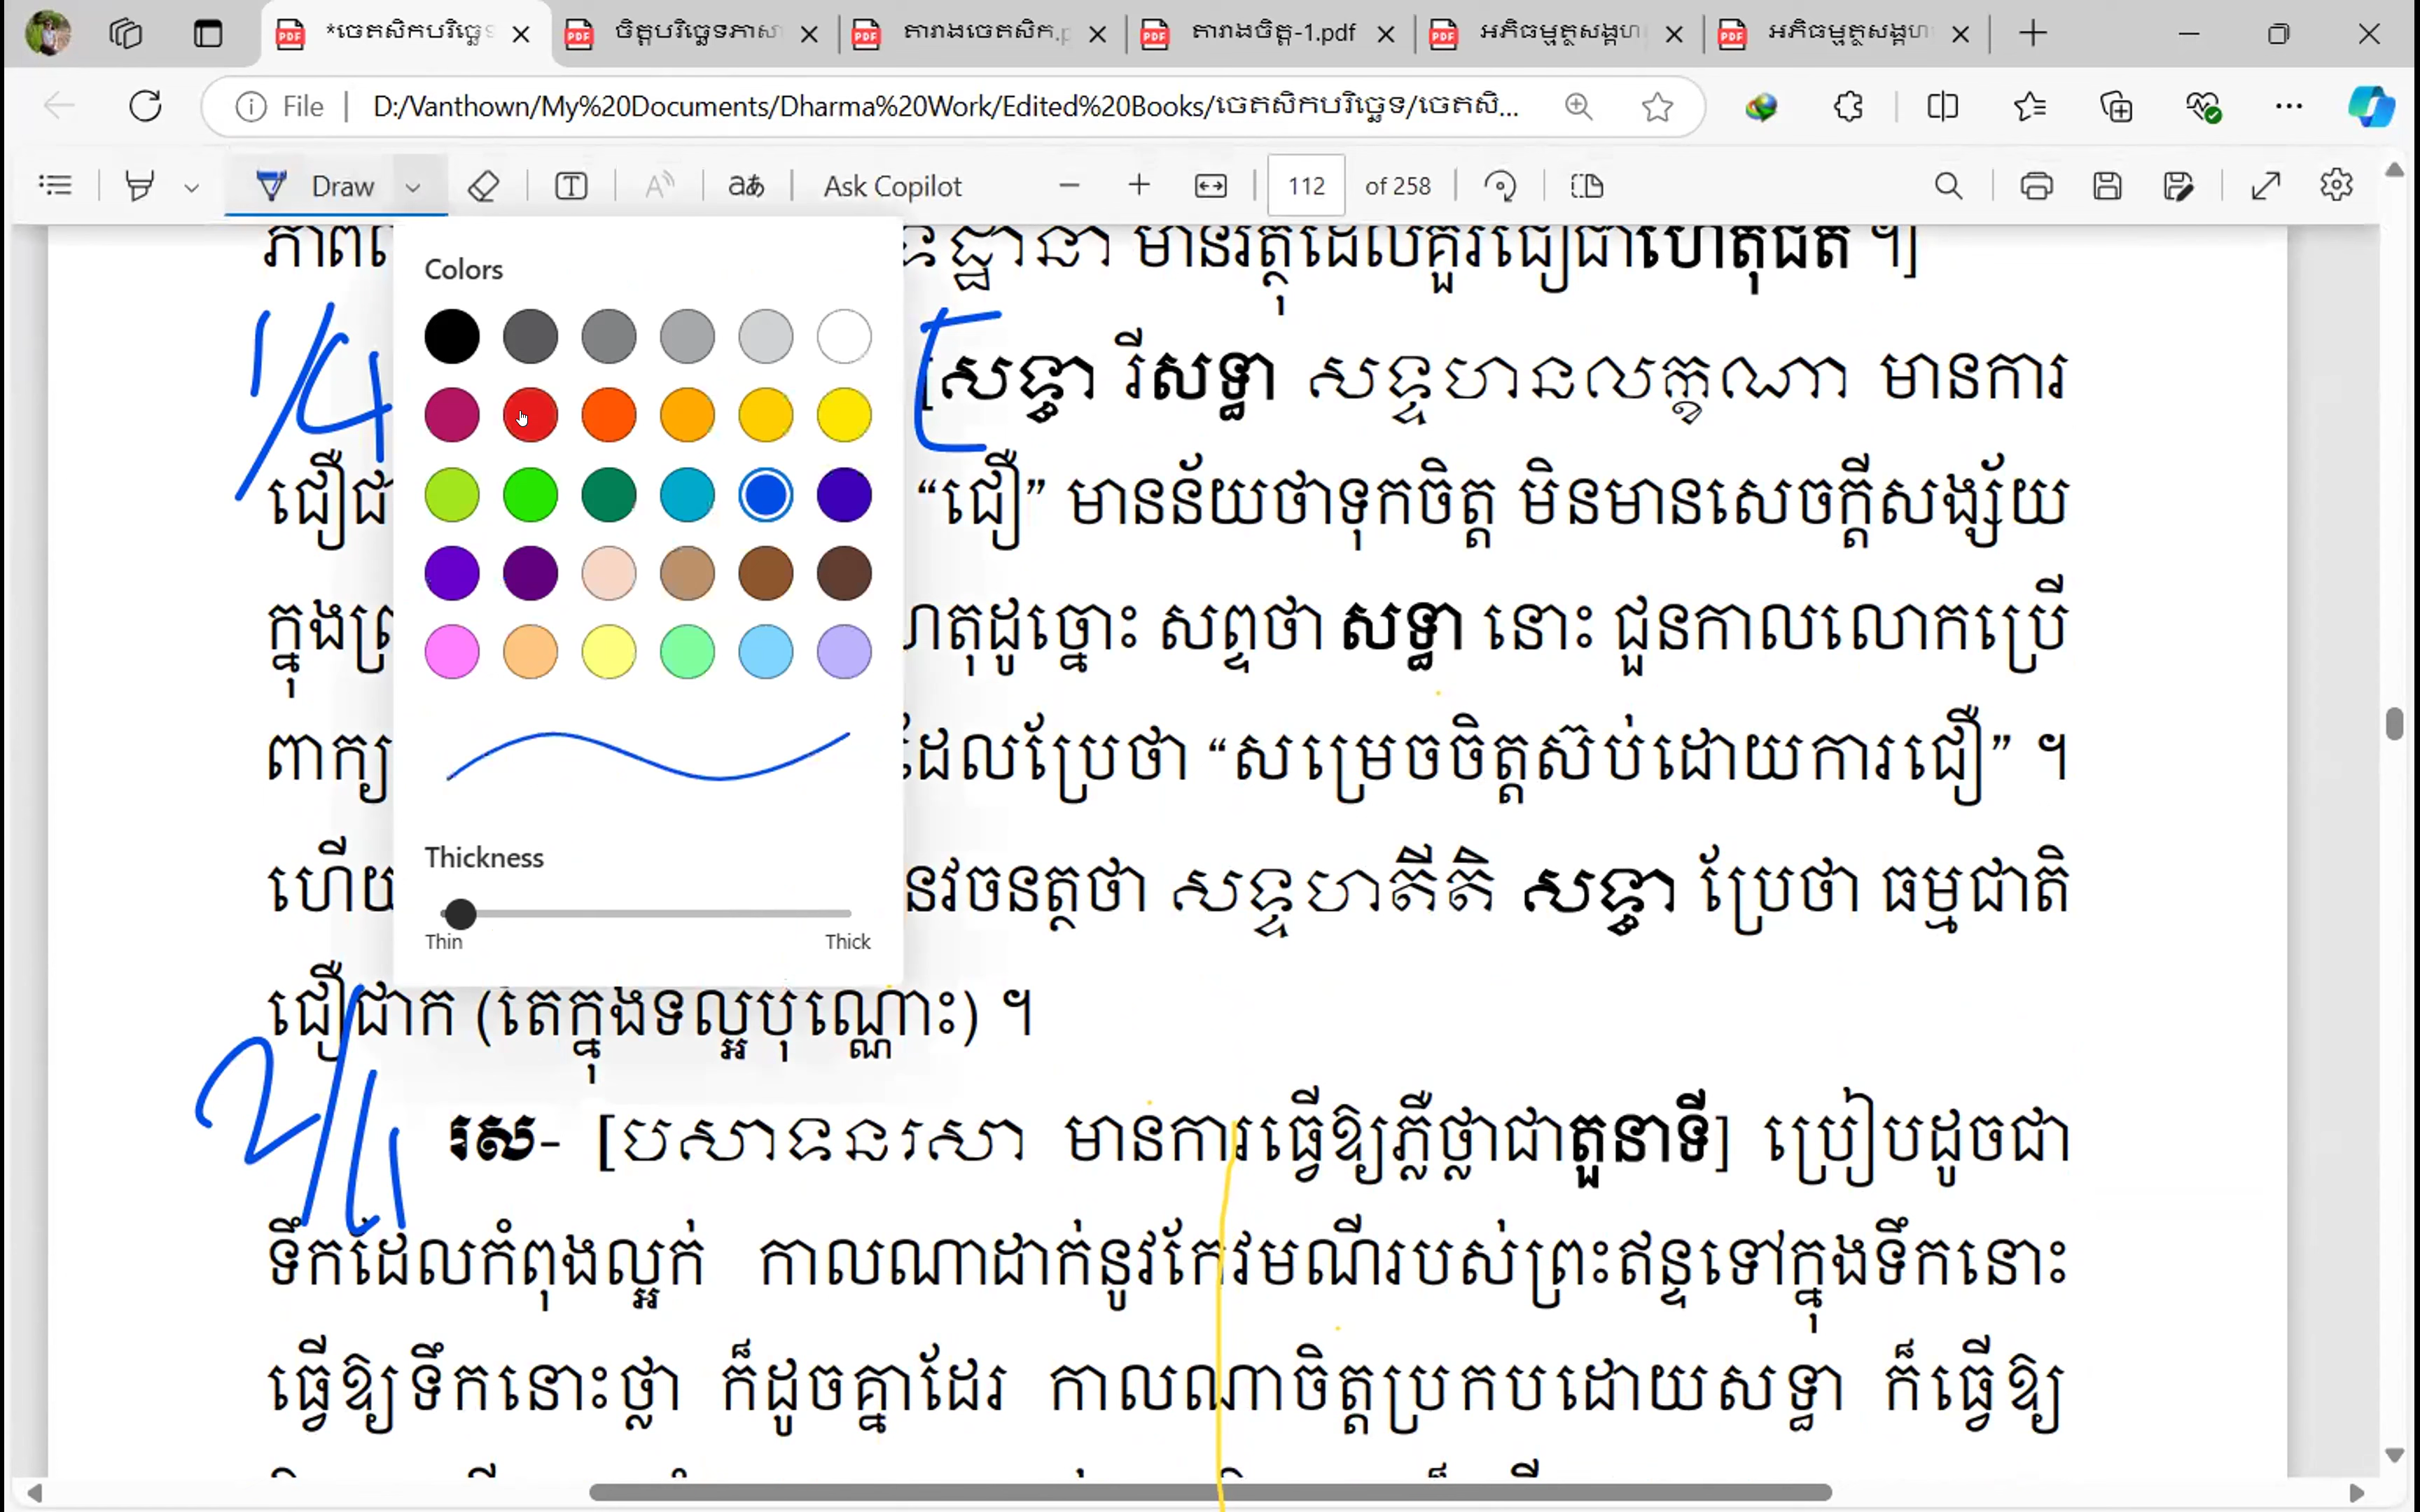 *ចេតសិកបរិច្ឆេទ
ចិត្តបរិច្ឆេទភាសា
តារាងចេតសិក.p
តារាងចិត្ត-1.pdf
អភិធម្មត្ថសង្គហ
អភិធម្មត្ថសង្គហ
File
D:/Vanthown/My%20Documents/Dharma%20Work/Edited%20Books/ចេតសិកបរិច្ឆេទ/ចេតសិ...
Draw
Ask Copilot
112 of 258
Colors
Thickness
Thin Thick
មានវត្ថុដែលគួរជឿជាហេតុជិត ។]
1/4
[សទ្ធា រីសទ្ធា សទ្ទហនលក្ខណា មានការ
ជឿជា “ជឿ” មានន័យថាទុកចិត្ត មិនមានសេចក្តីសង្ស័យ
ក្នុងព្រ ហេតុដូច្នោះ សព្ទថា សទ្ធា នោះ ជួនកាលលោកប្រើ
ពាក្យ ដែលប្រែថា “សម្រេចចិត្តស៊ប់ដោយការជឿ” ។
ហើយ នវចនត្ថថា សទ្ទហតីតិ សទ្ធា ប្រែថា ធម្មជាតិ
ជឿជាក (តែក្នុងទល្អប៉ុណ្ណោះ) ។
រស- [បសាទនរសា មានការធ្វើឱ្យភ្លឺថ្លាជាតួនាទី] ប្រៀបដូចជា
ទឹកដែលកំពុងល្អក់ កាលណាដាក់នូវកែវមណីរបស់ព្រះឥន្ទទៅក្នុងទឹកនោះ
ធ្វើឱ្យទឹកនោះថ្លា ក៏ដូចគ្នាដែរ កាលណាចិត្តប្រកបដោយសទ្ធា ក៏ធ្វើឱ្យ